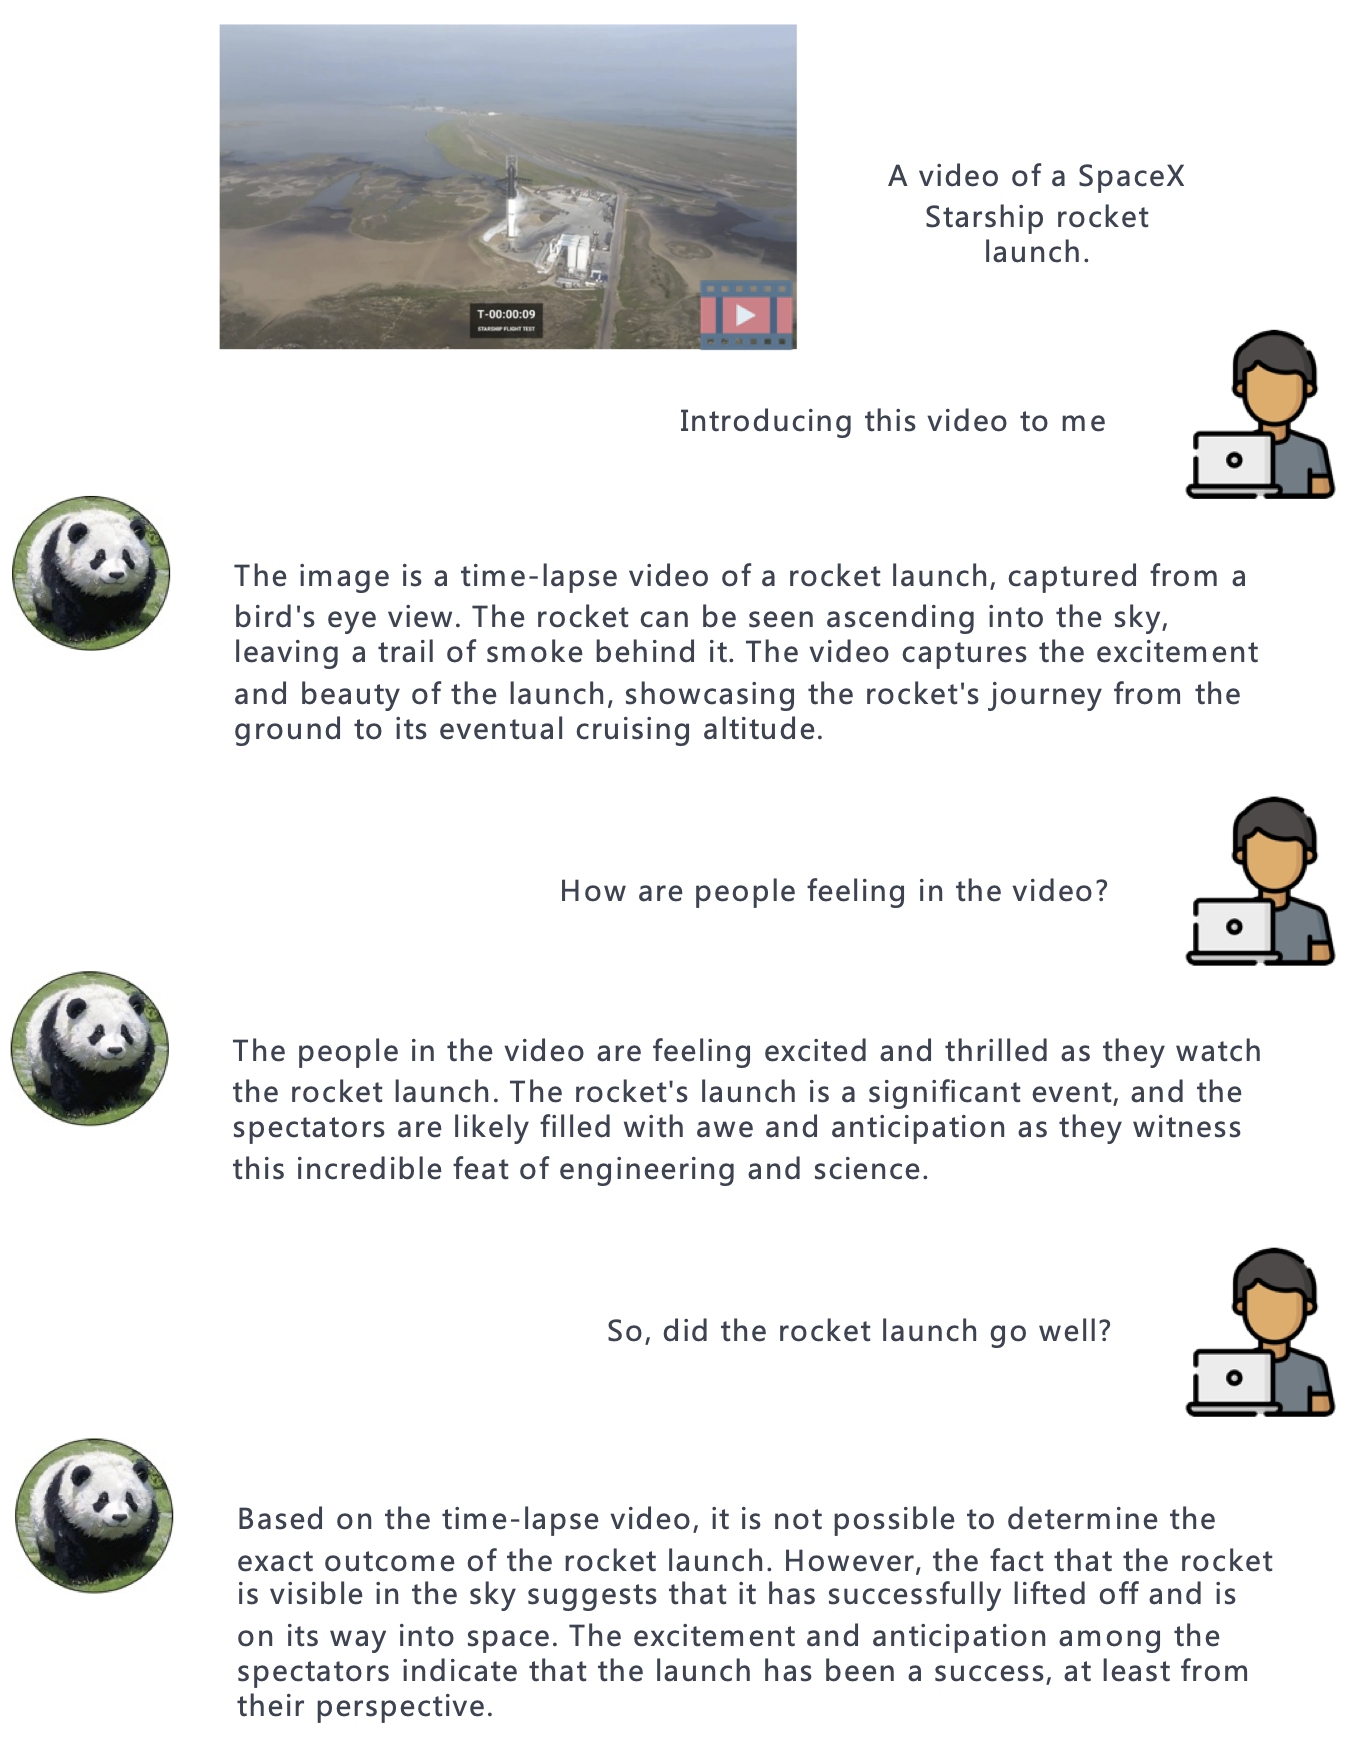 A video of a SpaceX
Starship rocket
launch.
T-00:00:09
STARSHIP FLIGHT TEST
Introducing this video to me
The image is a time-lapse video of a rocket launch, captured from a
bird's eye view. The rocket can be seen ascending into the sky,
leaving a trail of smoke behind it. The video captures the excitement
and beauty of the launch, showcasing the rocket's journey from the
ground to its eventual cruising altitude.
How are people feeling in the video?
The people in the video are feeling excited and thrilled as they watch
the rocket launch. The rocket's launch is a significant event, and the
spectators are likely filled with awe and anticipation as they witness
this incredible feat of engineering and science.
So, did the rocket launch go well?
Based on the time-lapse video, it is not possible to determine the
exact outcome of the rocket launch. However, the fact that the rocket
is visible in the sky suggests that it has successfully lifted off and is
on its way into space. The excitement and anticipation among the
spectators indicate that the launch has been a success, at least from
their perspective.